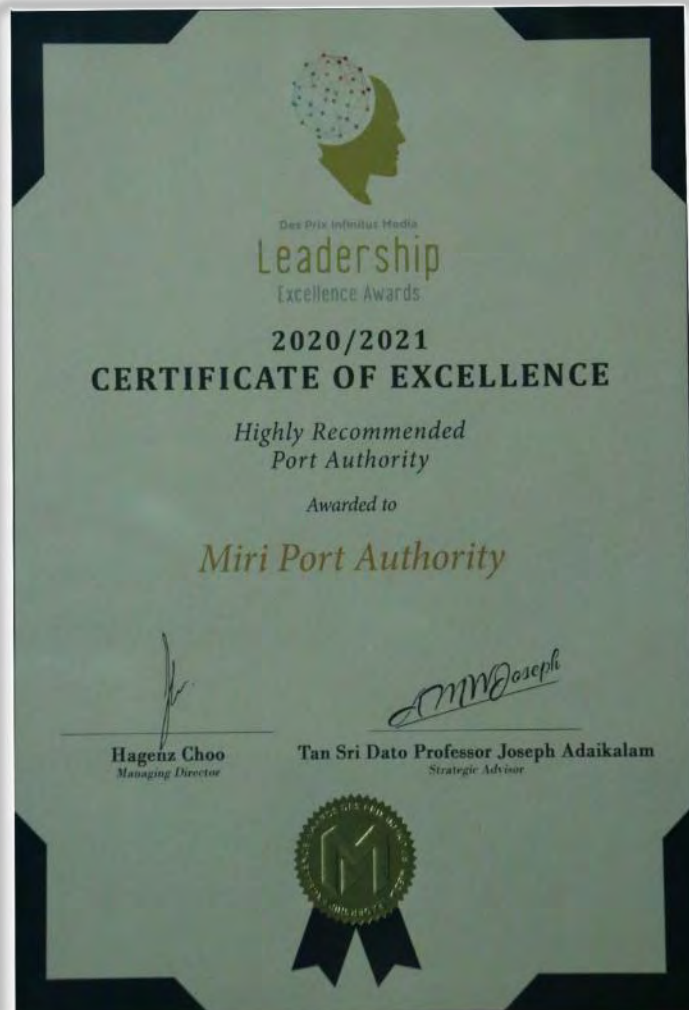 Des Prix Infinitus Media
Leadership
Excellence Awards
2020/2021
CERTIFICATE OF EXCELLENCE
Highly Recommended
Port Authority
Awarded to
Miri Port Authority
AMWJoseph
Hagenz Choo
Managing Director
Tan Sri Dato Professor Joseph Adaikalam
Strategic Advisor
M